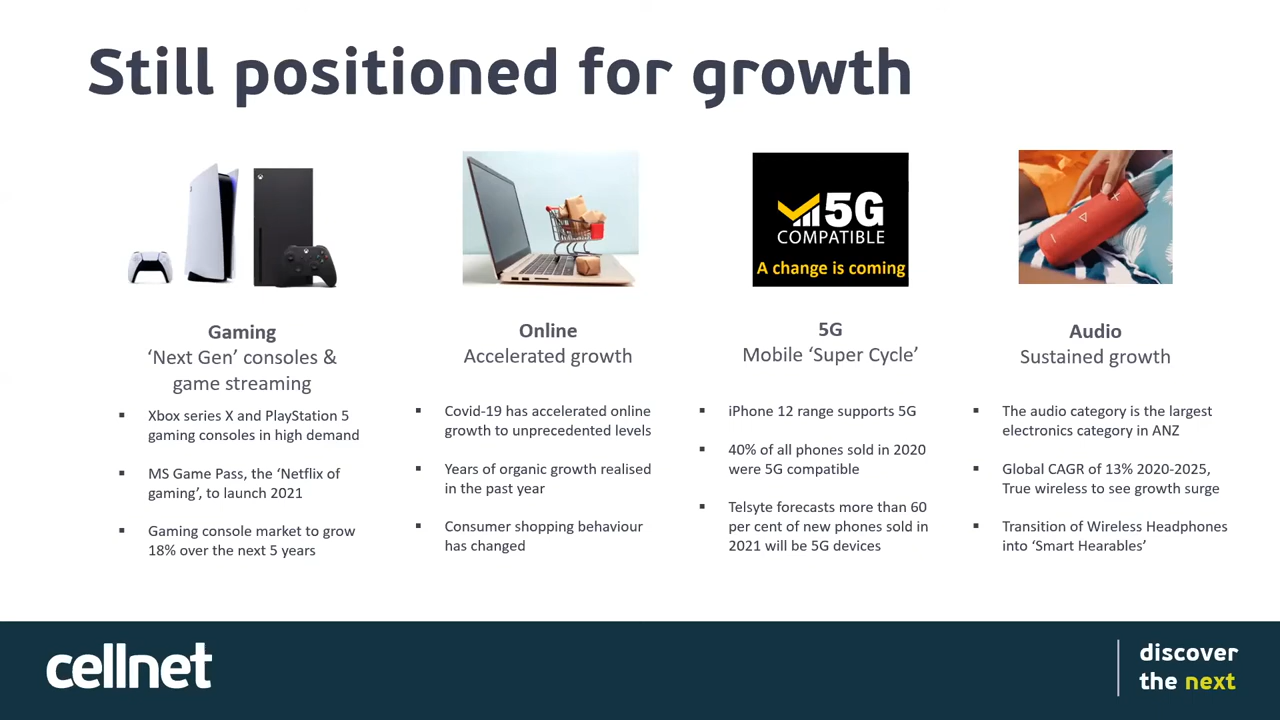 Still positioned for growth
5G
COMPATIBLE
A change is coming
Gaming
‘Next Gen’ consoles &
game streaming
▪ Xbox series X and PlayStation 5
gaming consoles in high demand
▪ MS Game Pass, the ‘Netflix of
gaming’, to launch 2021
▪ Gaming console market to grow
18% over the next 5 years
Online
Accelerated growth
▪ Covid-19 has accelerated online
growth to unprecedented levels
▪ Years of organic growth realised
in the past year
▪ Consumer shopping behaviour
has changed
5G
Mobile ‘Super Cycle’
▪ iPhone 12 range supports 5G
▪ 40% of all phones sold in 2020
were 5G compatible
▪ Telsyte forecasts more than 60
per cent of new phones sold in
2021 will be 5G devices
Audio
Sustained growth
▪ The audio category is the largest
electronics category in ANZ
▪ Global CAGR of 13% 2020-2025,
True wireless to see growth surge
▪ Transition of Wireless Headphones
into ‘Smart Hearables’
cellnet
discover
the next